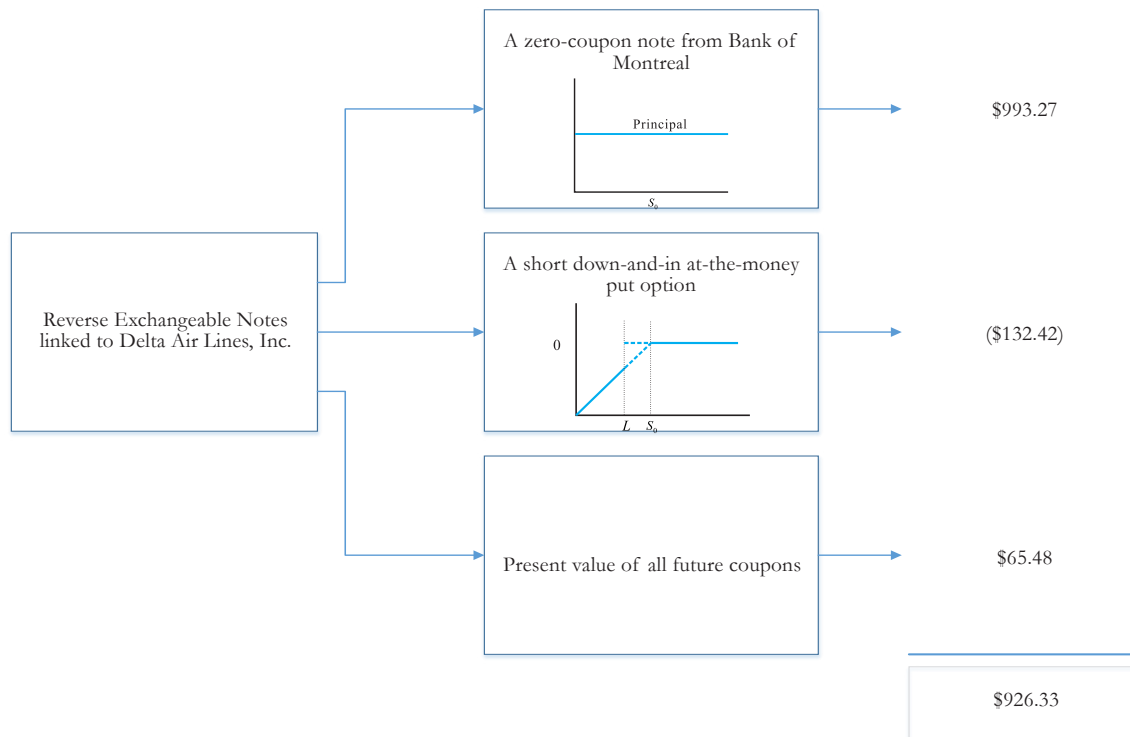 A zero-coupon note from Bank of
Montreal
Principal
S₀
$993.27
Reverse Exchangeable Notes
linked to Delta Air Lines, Inc.
A short down-and-in at-the-money
put option
0
L S₀
($132.42)
Present value of all future coupons
$65.48
$926.33